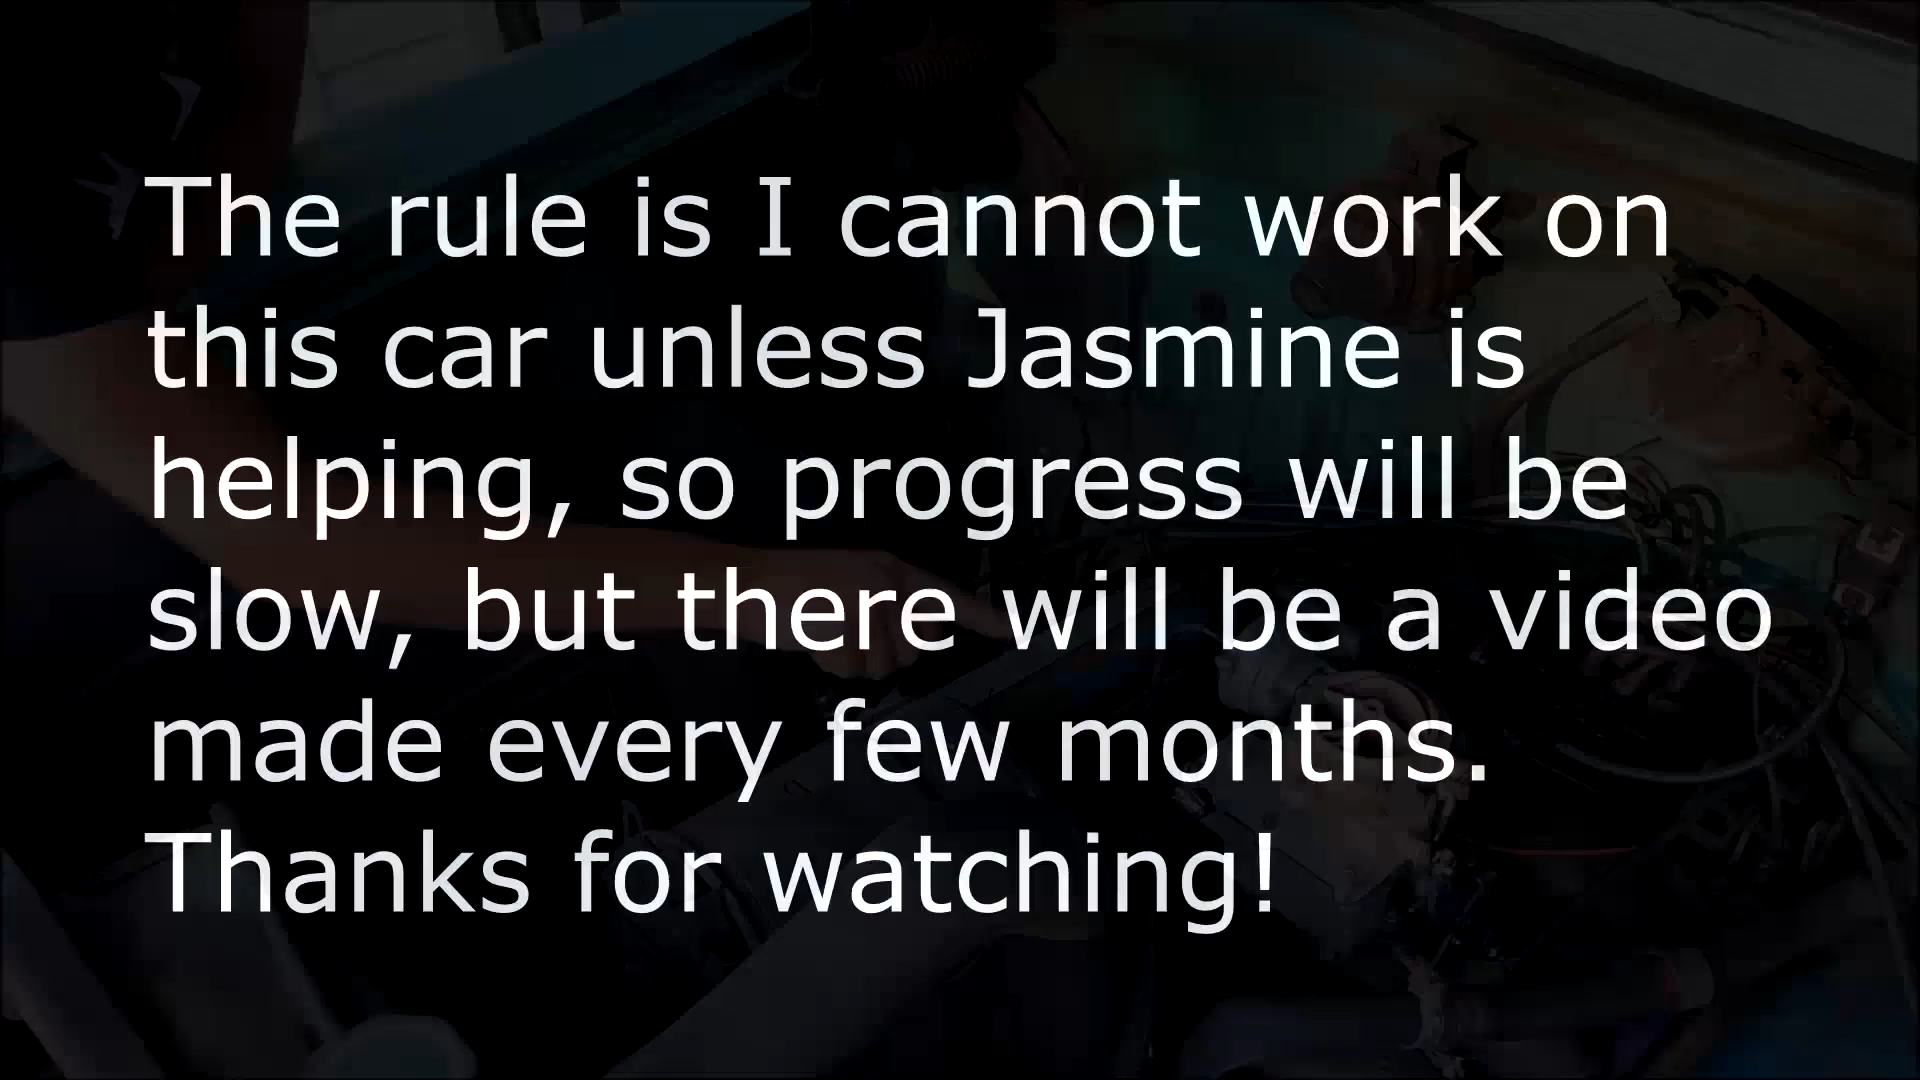 The rule is I cannot work on
this car unless Jasmine is
helping, so progress will be
slow, but there will be a video
made every few months.
Thanks for watching!